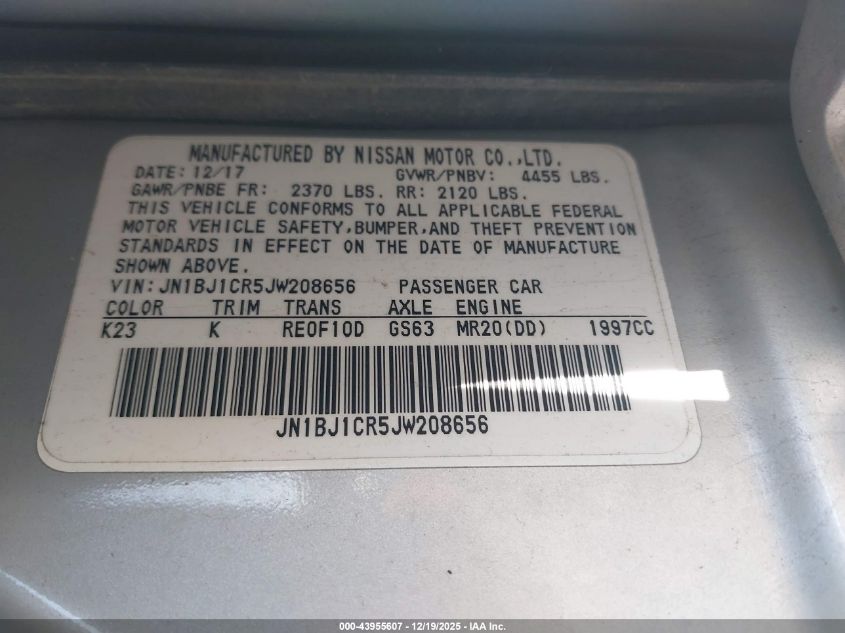 MANUFACTURED BY NISSAN MOTOR CO.,LTD.
DATE: 12/17 GVWR/PNBV: 4455 LBS.
GAWR/PNBE FR: 2370 LBS. RR: 2120 LBS.
THIS VEHICLE CONFORMS TO ALL APPLICABLE FEDERAL
MOTOR VEHICLE SAFETY,BUMPER,AND THEFT PREVENTION
STANDARDS IN EFFECT ON THE DATE OF MANUFACTURE
SHOWN ABOVE.
VIN: JN1BJ1CR5JW208656 PASSENGER CAR
COLOR TRIM TRANS AXLE ENGINE
K23 K RE0F10D GS63 MR20(DD) 1997CC
JN1BJ1CR5JW208656
000-43955607 - 12/19/2025 - IAA Inc.